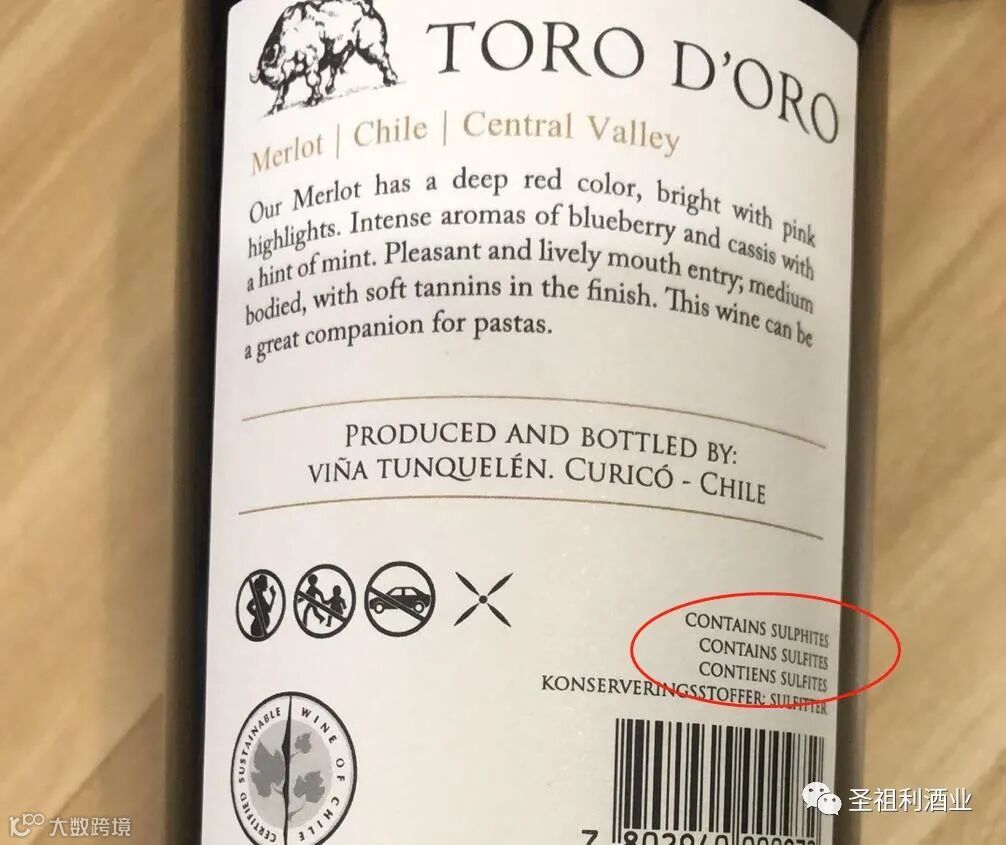 TORO D'ORO
Merlot | Chile | Central Valley
Our Merlot has a deep red color, bright with pink
highlights. Intense aromas of blueberry and cassis with
a hint of mint. Pleasant and lively mouth entry; medium
bodied, with soft tannins in the finish. This wine can be
a great companion for pastas.
PRODUCED AND BOTTLED BY:
VIÑA TUNQUELÉN. CURICÓ - CHILE
CONTAINS SULPHITES
CONTAINS SULFITES
CONTIENS SULFITES
KONSERVERINGSSTOFFER: SULFITTER
CERTIFIED SUSTAINABLE WINE OF CHILE
7 802940
圣祖利酒业
大数跨境